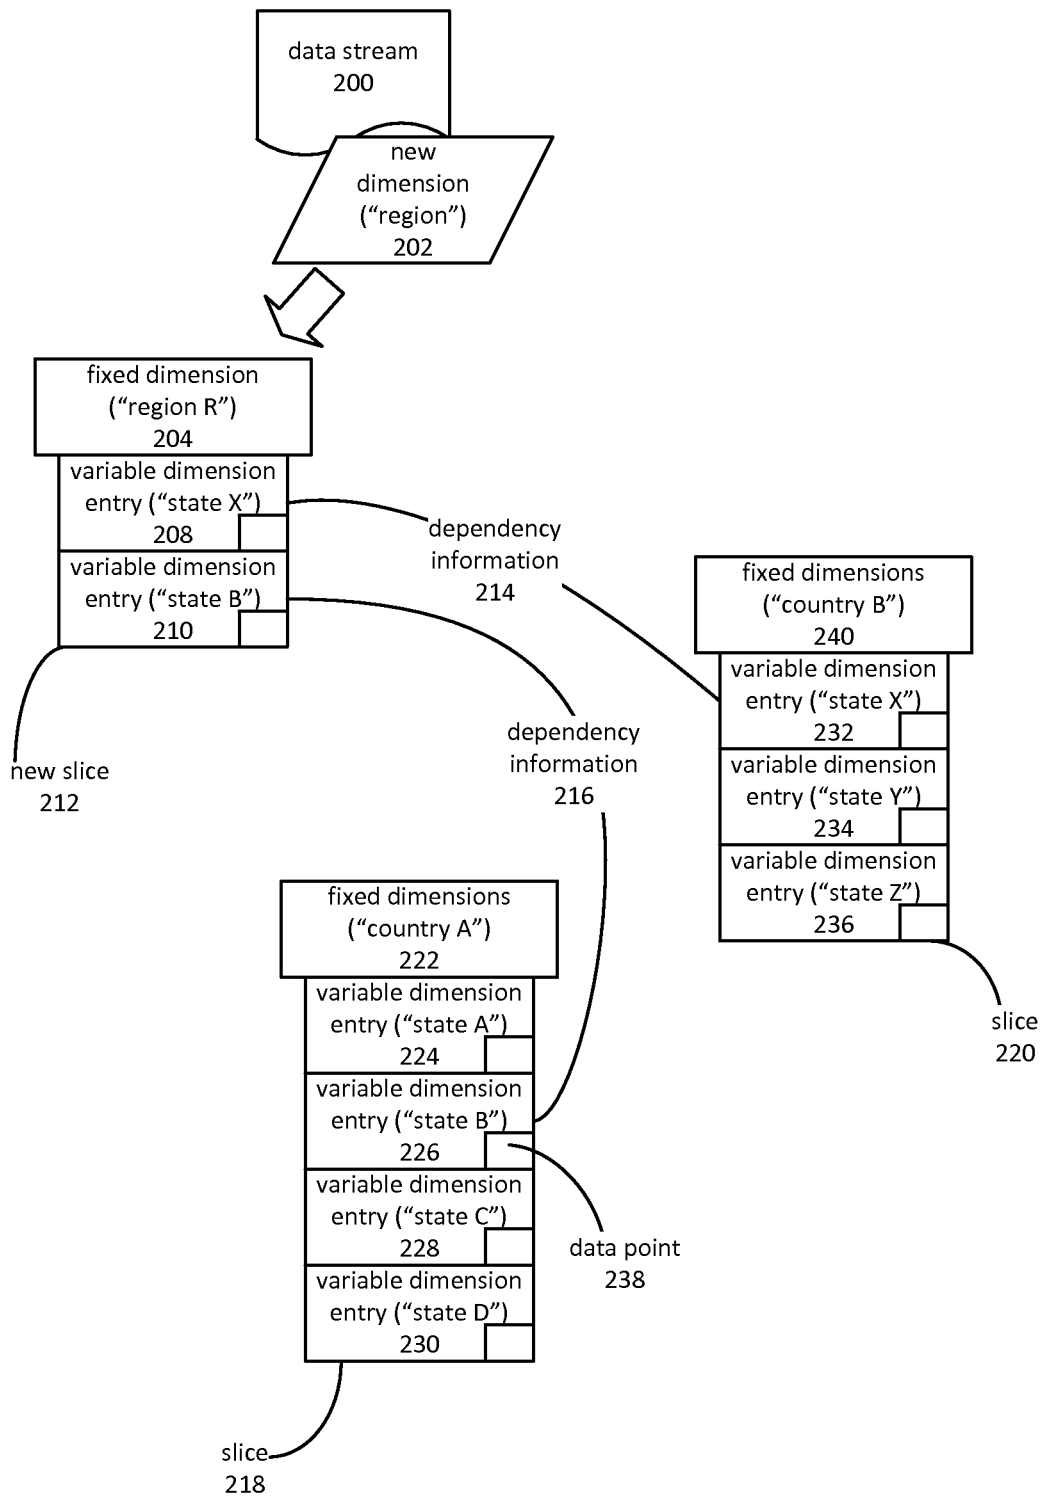 data stream
200
new
dimension
(“region”)
202
fixed dimension
(“region R”)
204
variable dimension
entry (“state X”)
208
variable dimension
entry (“state B”)
210
new slice
212
dependency
information
214
dependency
information
216
fixed dimensions
(“country B”)
240
variable dimension
entry (“state X”)
232
variable dimension
entry (“state Y”)
234
variable dimension
entry (“state Z”)
236
slice
220
fixed dimensions
(“country A”)
222
variable dimension
entry (“state A”)
224
variable dimension
entry (“state B”)
226
variable dimension
entry (“state C”)
228
variable dimension
entry (“state D”)
230
data point
238
slice
218